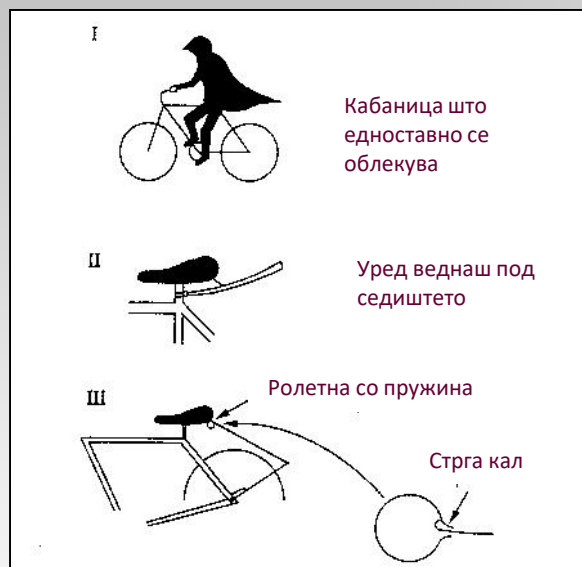 I
Кабаница што
едноставно се
облекува
II
Уред веднаш под
седиштето
III
Ролетна со пружина
Стрга кал